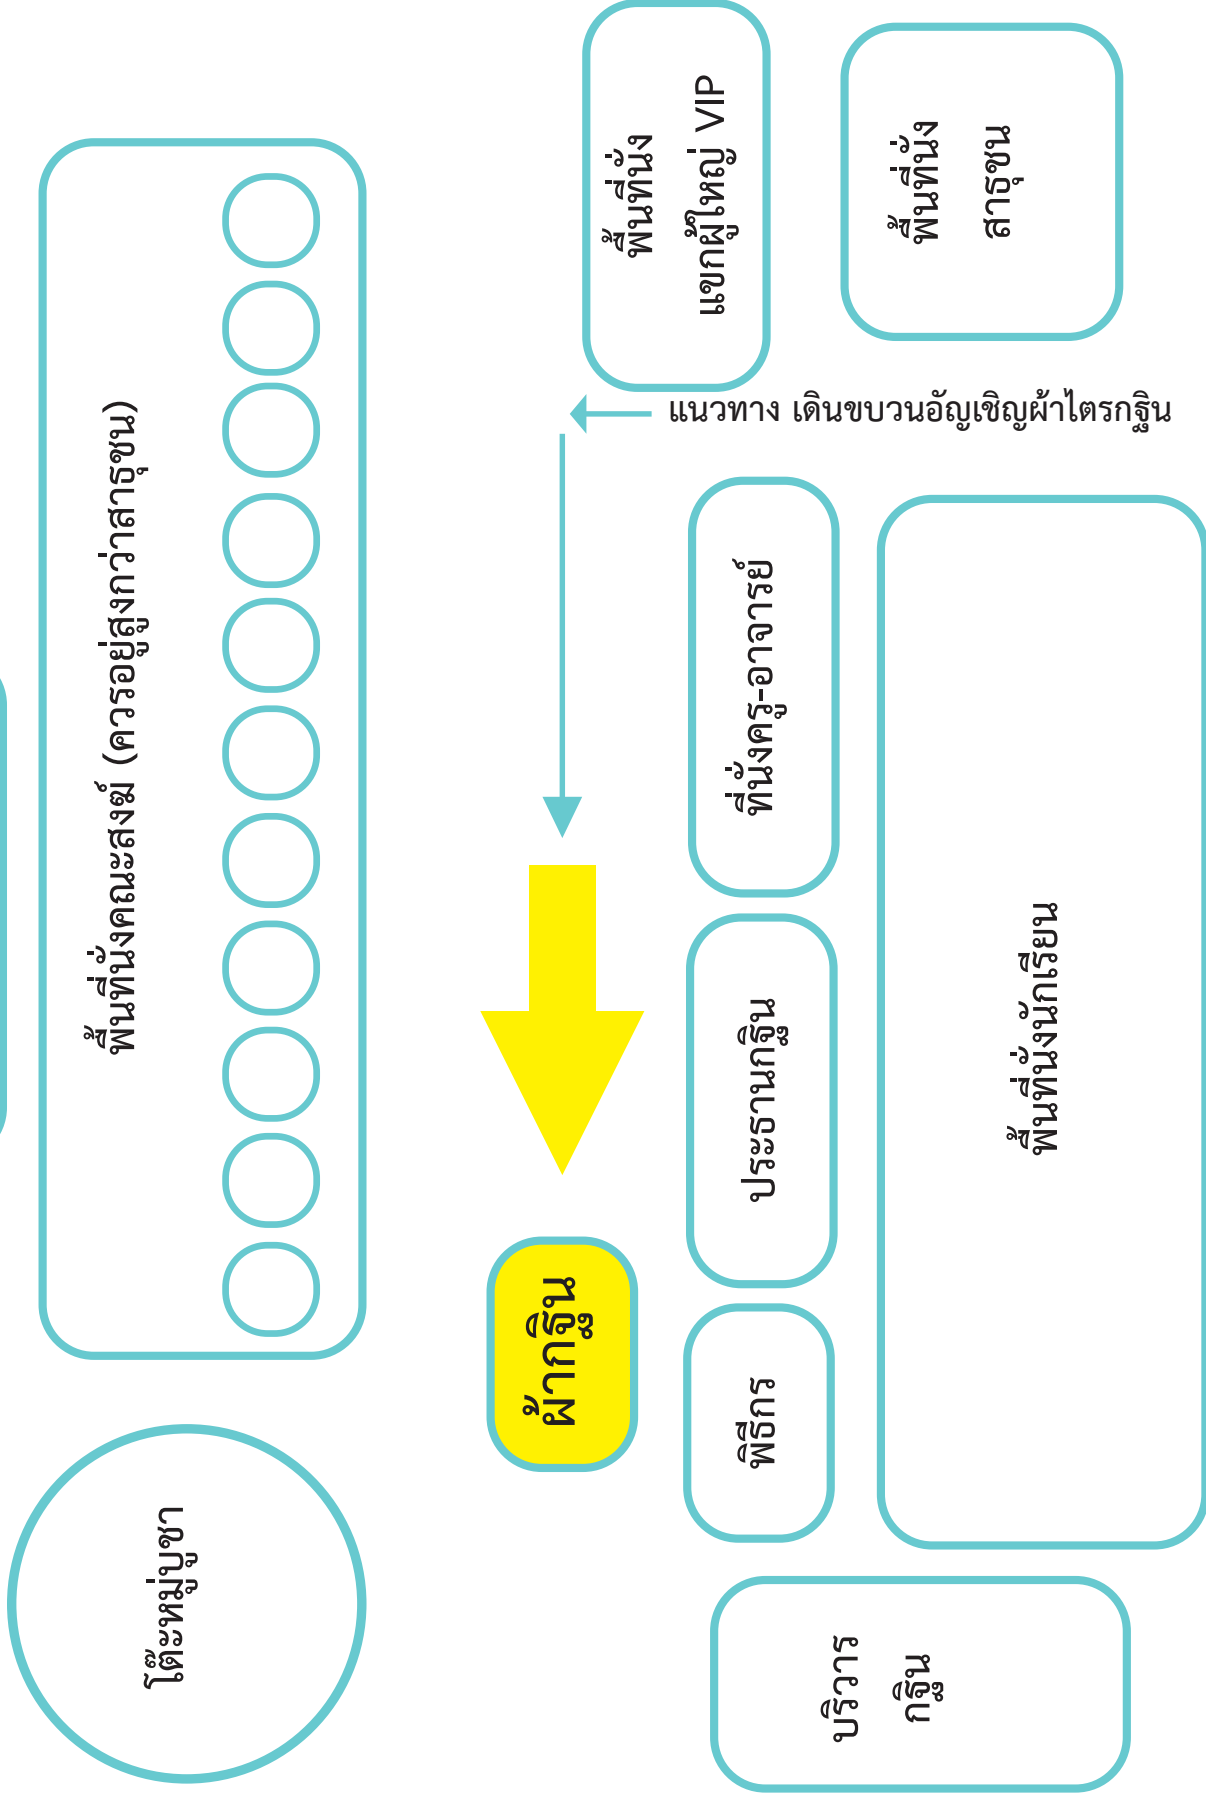 พื้นที่นั่ง
แขกผู้ใหญ่ VIP
พื้นที่นั่ง
สาธุชน
แนวทาง เดินขบวนอัญเชิญผ้าไตรกฐิน
พื้นที่นั่งคณะสงฆ์ (ควรอยู่สูงกว่าสาธุชน)
ที่นั่งครู-อาจารย์
ประธานกฐิน
พื้นที่นั่งนักเรียน
ผ้ากฐิน
พิธีกร
โต๊ะหมู่บูชา
บริวาร
กฐิน